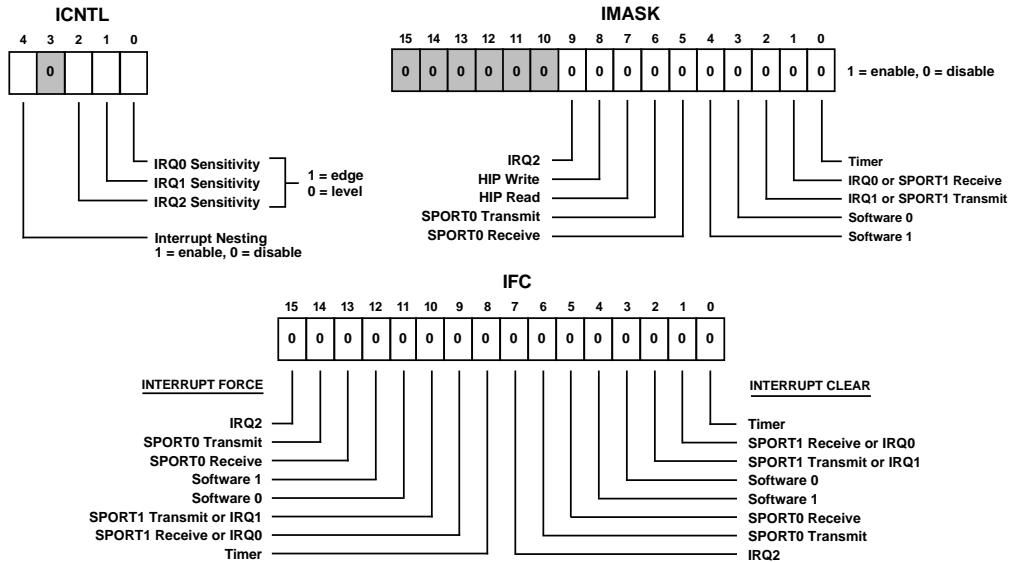 ICNTL
4 3 2 1 0
0
IRQ0 Sensitivity
IRQ1 Sensitivity
IRQ2 Sensitivity
1 = edge
0 = level
Interrupt Nesting
1 = enable, 0 = disable
IMASK
15 14 13 12 11 10 9 8 7 6 5 4 3 2 1 0
0 0 0 0 0 0 0 0 0 0 0 0 0 0 0 0
1 = enable, 0 = disable
IRQ2
HIP Write
HIP Read
SPORT0 Transmit
SPORT0 Receive
Timer
IRQ0 or SPORT1 Receive
IRQ1 or SPORT1 Transmit
Software 0
Software 1
IFC
15 14 13 12 11 10 9 8 7 6 5 4 3 2 1 0
0 0 0 0 0 0 0 0 0 0 0 0 0 0 0 0
INTERRUPT FORCE
IRQ2
SPORT0 Transmit
SPORT0 Receive
Software 1
Software 0
SPORT1 Transmit or IRQ1
SPORT1 Receive or IRQ0
Timer
INTERRUPT CLEAR
Timer
SPORT1 Receive or IRQ0
SPORT1 Transmit or IRQ1
Software 0
Software 1
SPORT0 Receive
SPORT0 Transmit
IRQ2